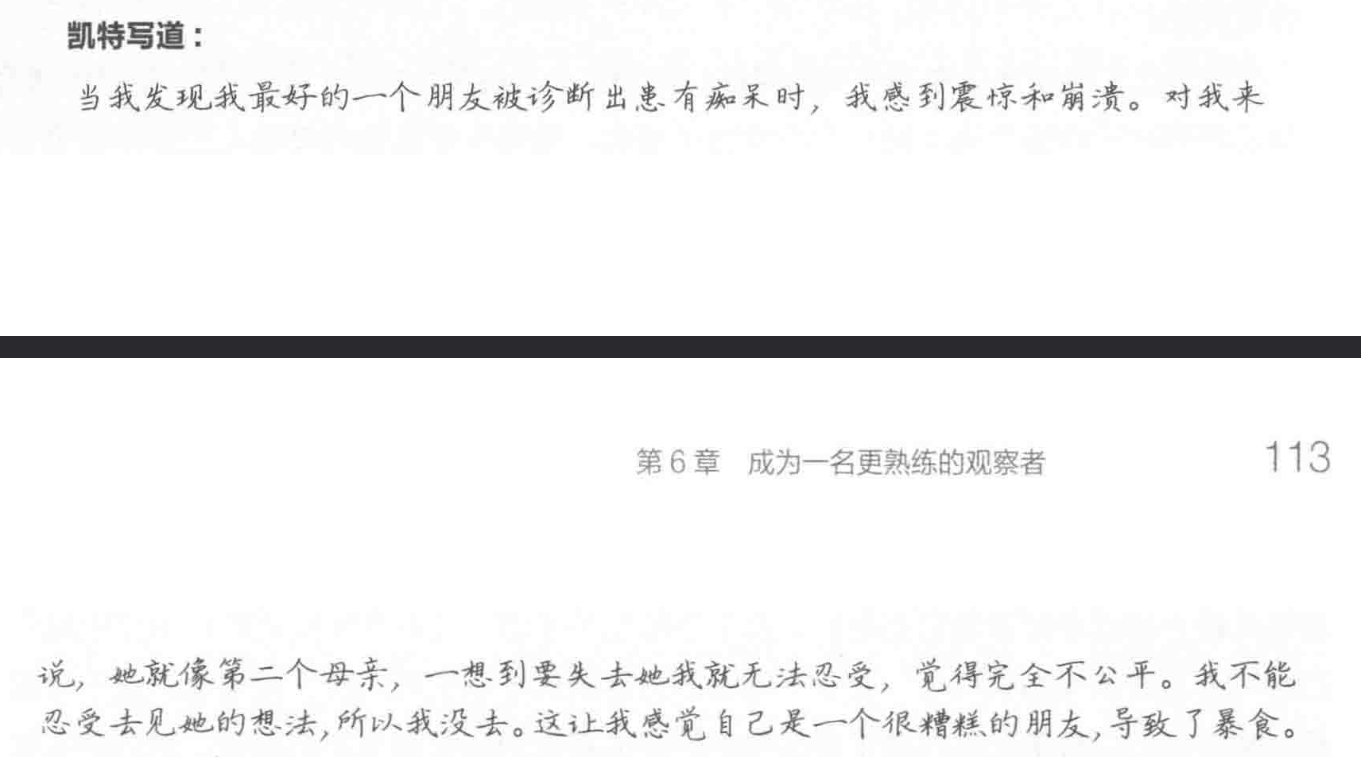 凯特写道：
当我发现我最好的一个朋友被诊断出患有痴呆时，我感到震惊和崩溃。对我来
第6章 成为一名更熟练的观察者 113
说，她就像第二个母亲，一想到要失去她我就无法忍受，觉得完全不公平。我不能
忍受去见她的想法，所以我没去。这让我感觉自己是一个很糟糕的朋友，导致了暴食。